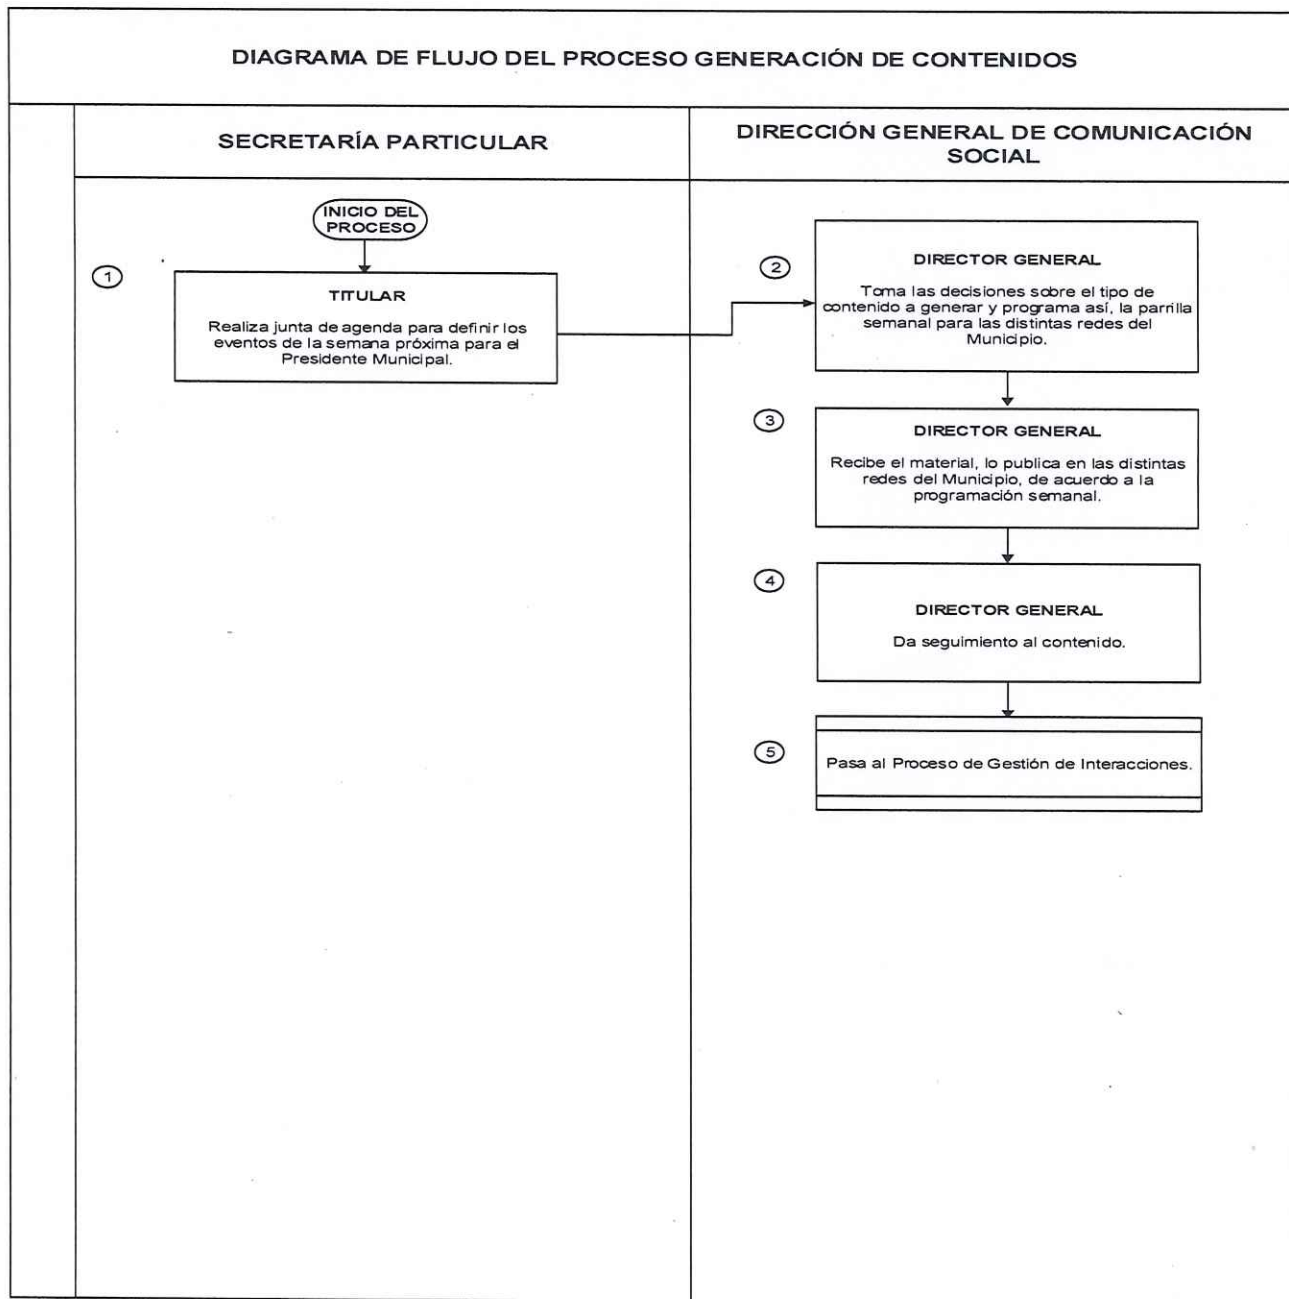 DIAGRAMA DE FLUJO DEL PROCESO GENERACIÓN DE CONTENIDOS
SECRETARÍA PARTICULAR
DIRECCIÓN GENERAL DE COMUNICACIÓN
SOCIAL
INICIO DEL
PROCESO
1
TITULAR
Realiza junta de agenda para definir los
eventos de la semana próxima para el
Presidente Municipal.
2
DIRECTOR GENERAL
Toma las decisiones sobre el tipo de
contenido a generar y programa así, la parrilla
semanal para las distintas redes del
Municipio.
3
DIRECTOR GENERAL
Recibe el material, lo publica en las distintas
redes del Municipio, de acuerdo a la
programación semanal.
4
DIRECTOR GENERAL
Da seguimiento al contenido.
5
Pasa al Proceso de Gestión de Interacciones.